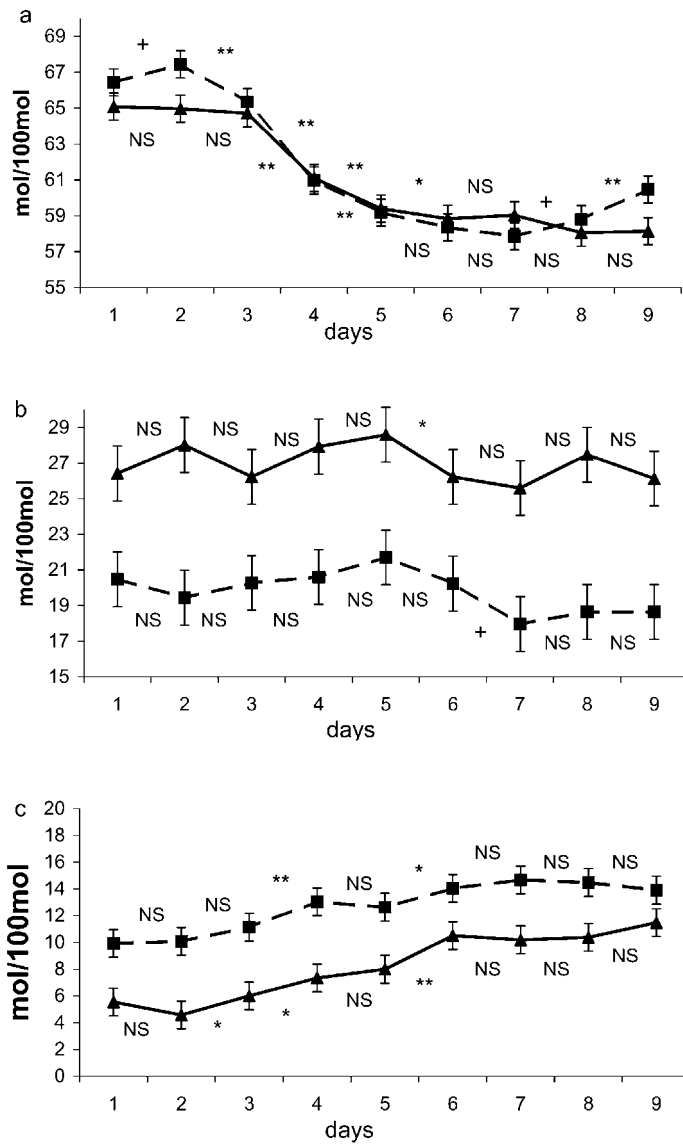 a
69
67
65
63
61
59
57
55
mol/100mol
+ **
NS NS
**
** ** * NS + **
** NS NS NS NS
1 2 3 4 5 6 7 8 9
days
b
29
27
25
23
21
19
17
15
mol/100mol
NS NS NS NS * NS NS NS
NS NS NS NS NS + NS NS
1 2 3 4 5 6 7 8 9
days
c
20
18
16
14
12
10
8
6
4
2
0
mol/100mol
NS NS ** NS * NS NS NS
NS * * NS ** NS NS NS
1 2 3 4 5 6 7 8 9
days